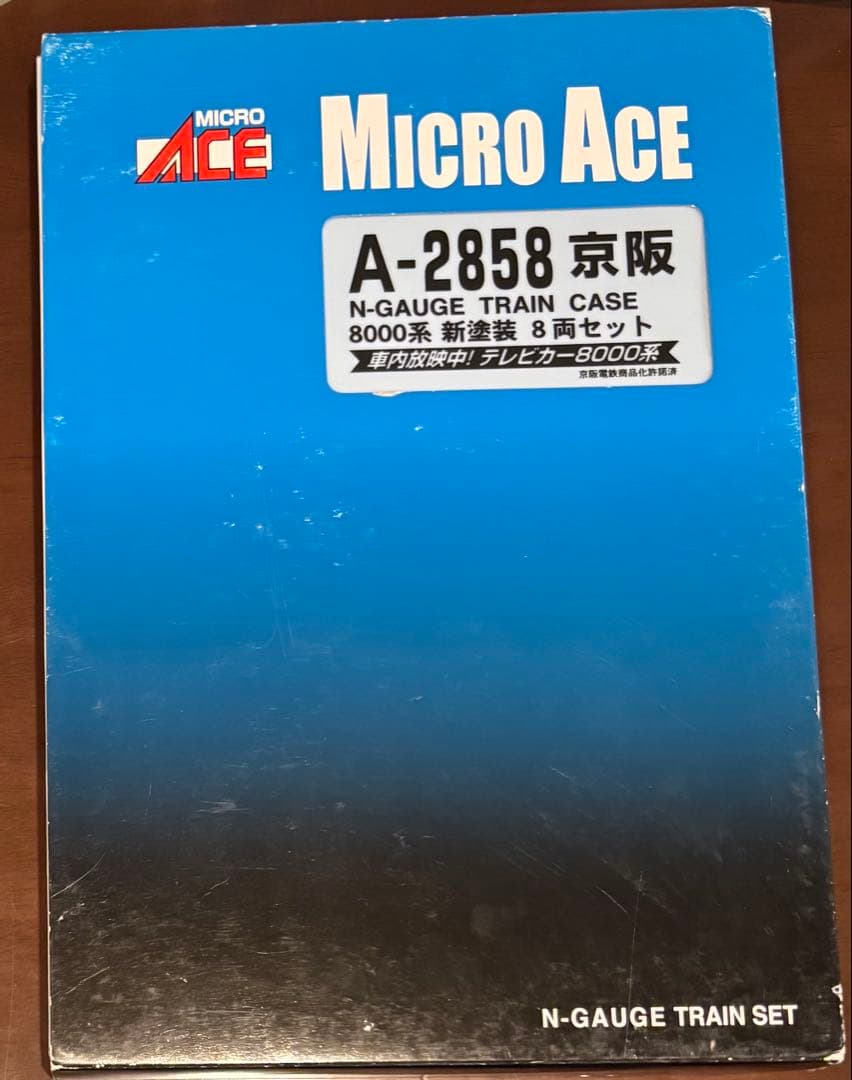 MICRO
ACE
MICRO ACE
A-2858 京阪
N-GAUGE TRAIN CASE
8000系 新塗装 8両セット
車内放映中! テレビカー8000系
京阪電鉄商品化許諾済
N-GAUGE TRAIN SET